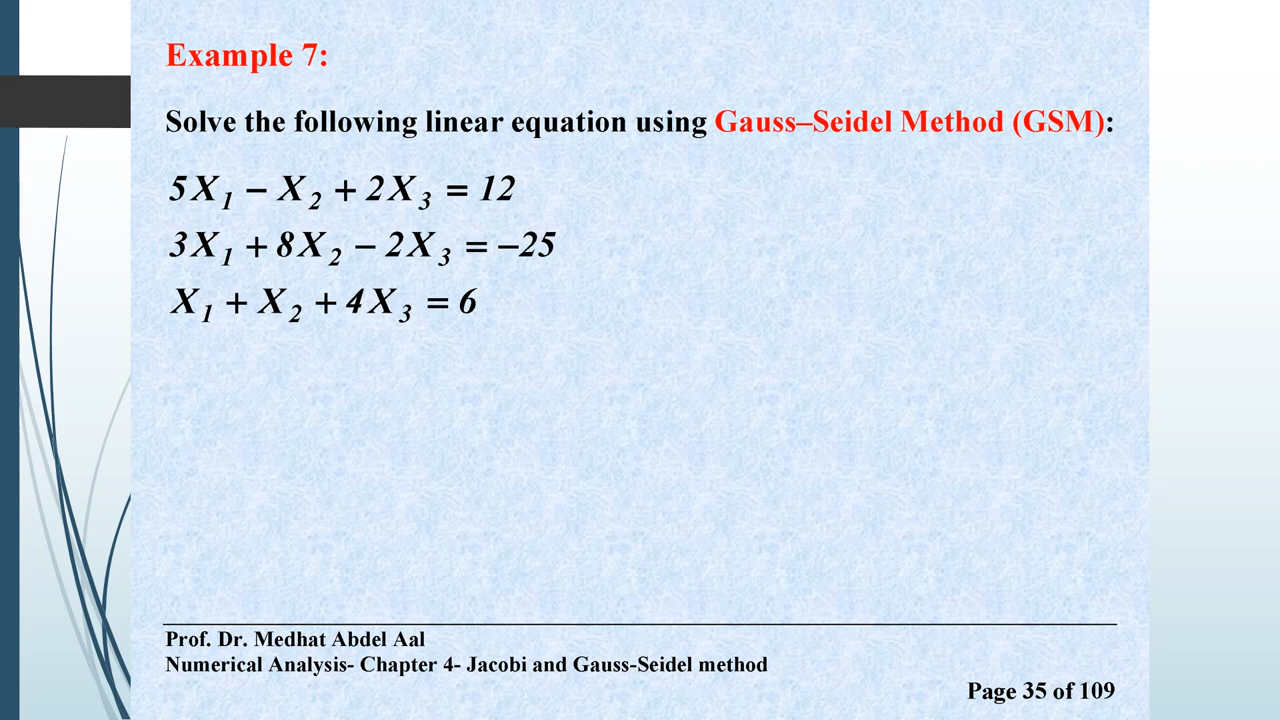 Example 7:
Solve the following linear equation using Gauss–Seidel Method (GSM):
5X₁ − X₂ + 2X₃ = 12
3X₁ + 8X₂ − 2X₃ = −25
X₁ + X₂ + 4X₃ = 6
Prof. Dr. Medhat Abdel Aal
Numerical Analysis- Chapter 4- Jacobi and Gauss-Seidel method
Page 35 of 109